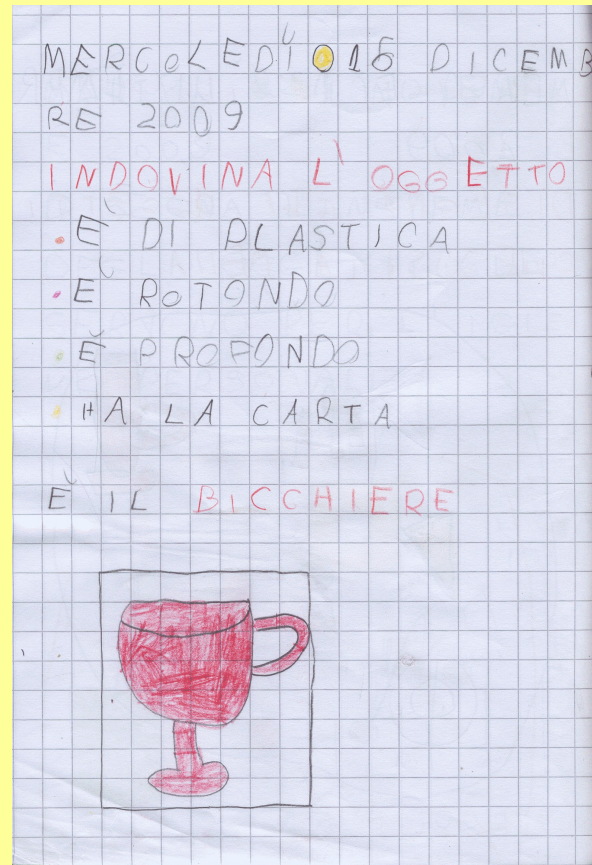 MERCOLEDÌ 16 DICEMB
RE 2009
INDOVINA L'OGGETTO
• È DI PLASTICA
• È ROTONDO
• È PROFONDO
• HA LA CARTA
È IL BICCHIERE